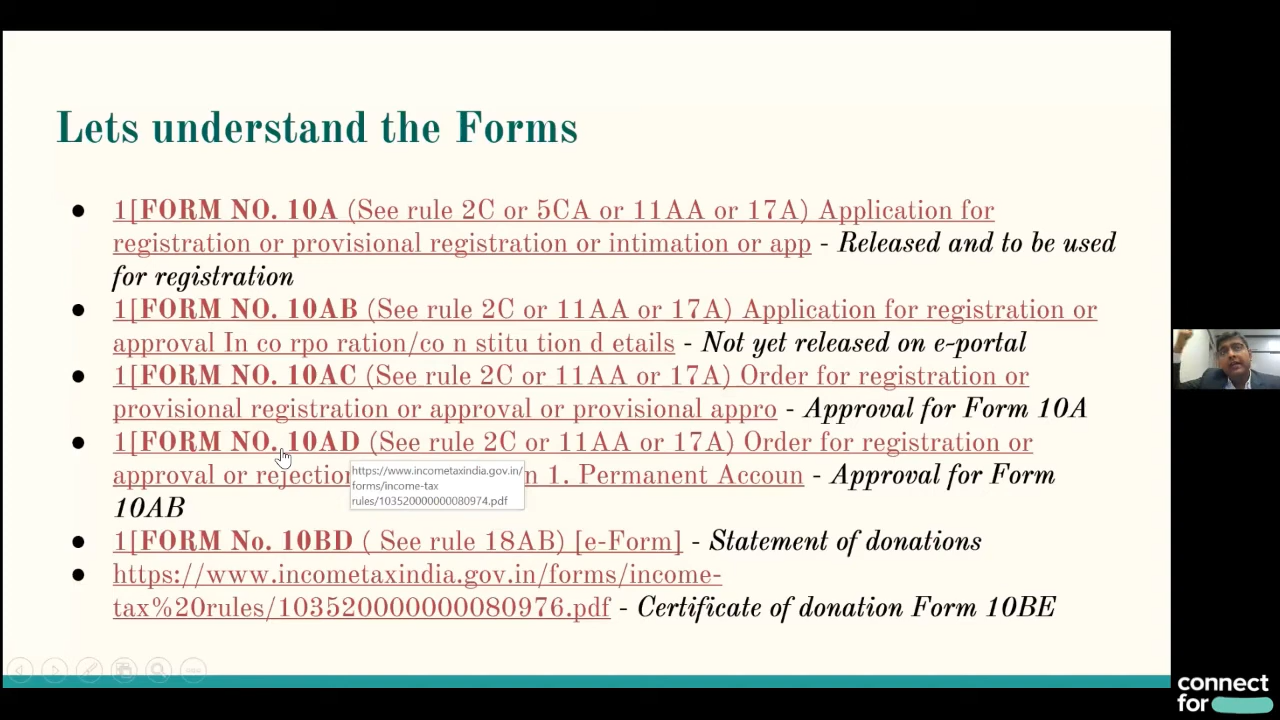 Lets understand the Forms
● 1[FORM NO. 10A (See rule 2C or 5CA or 11AA or 17A) Application for
registration or provisional registration or intimation or app - Released and to be used
for registration
● 1[FORM NO. 10AB (See rule 2C or 11AA or 17A) Application for registration or
approval In co rpo ration/co n stitu tion d etails - Not yet released on e-portal
● 1[FORM NO. 10AC (See rule 2C or 11AA or 17A) Order for registration or
provisional registration or approval or provisional appro - Approval for Form 10A
● 1[FORM NO. 10AD (See rule 2C or 11AA or 17A) Order for registration or
approval or rejection 1. Permanent Accoun - Approval for Form
10AB
https://www.incometaxindia.gov.in/
forms/income-tax
rules/103520000000080974.pdf
● 1[FORM No. 10BD ( See rule 18AB) [e-Form] - Statement of donations
● https://www.incometaxindia.gov.in/forms/income-
tax%20rules/103520000000080976.pdf - Certificate of donation Form 10BE
connect
for